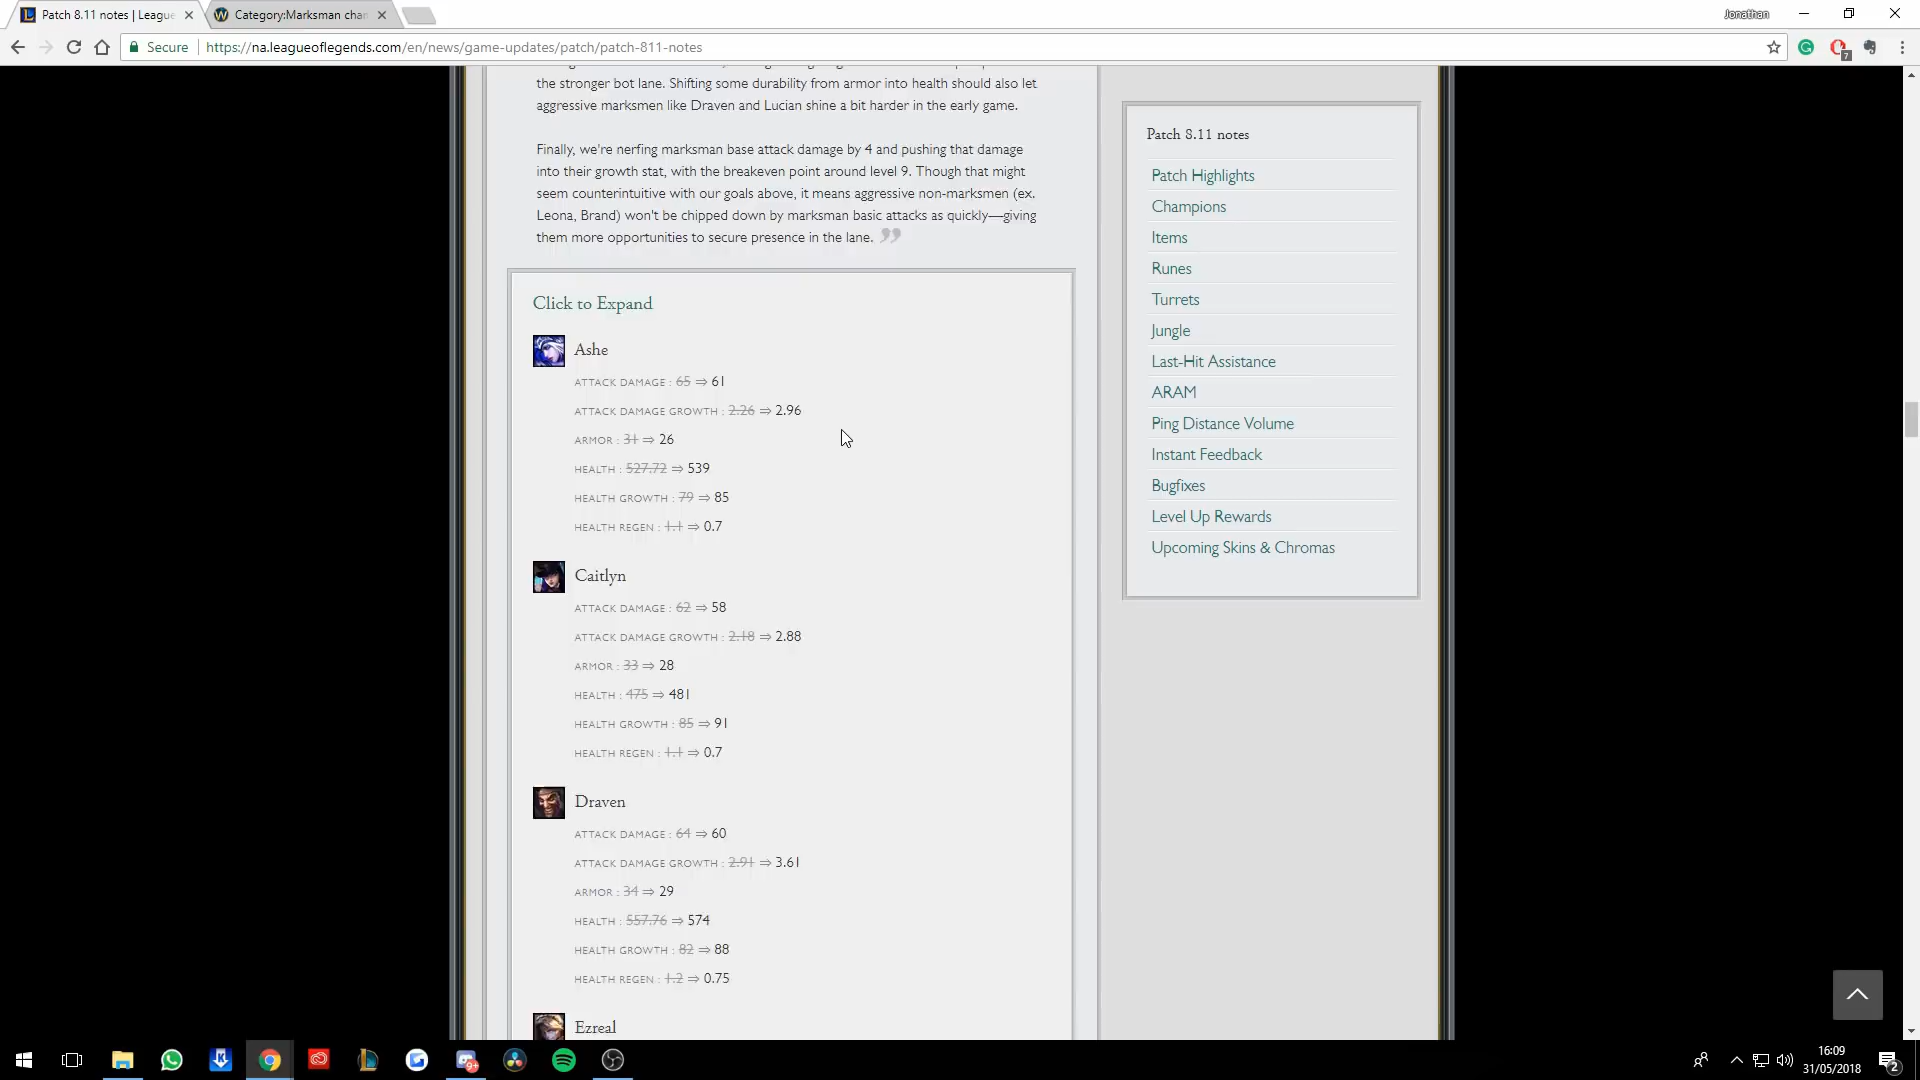 Patch 8.11 notes | League
Category:Marksman chan
Jonathan
Secure
https://na.leagueoflegends.com/en/news/game-updates/patch/patch-811-notes
7
the stronger bot lane. Shifting some durability from armor into health should also let
aggressive marksmen like Draven and Lucian shine a bit harder in the early game.
Finally, we're nerfing marksman base attack damage by 4 and pushing that damage
into their growth stat, with the breakeven point around level 9. Though that might
seem counterintuitive with our goals above, it means aggressive non-marksmen (ex.
Leona, Brand) won't be chipped down by marksman basic attacks as quickly—giving
them more opportunities to secure presence in the lane. ”
Click to Expand
Ashe
ATTACK DAMAGE : 65 ⇒ 61
ATTACK DAMAGE GROWTH : 2.26 ⇒ 2.96
ARMOR : 31 ⇒ 26
HEALTH : 527.72 ⇒ 539
HEALTH GROWTH : 79 ⇒ 85
HEALTH REGEN : 1.1 ⇒ 0.7
Caitlyn
ATTACK DAMAGE : 62 ⇒ 58
ATTACK DAMAGE GROWTH : 2.18 ⇒ 2.88
ARMOR : 33 ⇒ 28
HEALTH : 475 ⇒ 481
HEALTH GROWTH : 85 ⇒ 91
HEALTH REGEN : 1.1 ⇒ 0.7
Draven
ATTACK DAMAGE : 64 ⇒ 60
ATTACK DAMAGE GROWTH : 2.91 ⇒ 3.61
ARMOR : 34 ⇒ 29
HEALTH : 557.76 ⇒ 574
HEALTH GROWTH : 82 ⇒ 88
HEALTH REGEN : 1.2 ⇒ 0.75
Ezreal
Patch 8.11 notes
Patch Highlights
Champions
Items
Runes
Turrets
Jungle
Last-Hit Assistance
ARAM
Ping Distance Volume
Instant Feedback
Bugfixes
Level Up Rewards
Upcoming Skins & Chromas
16:09
31/05/2018
2